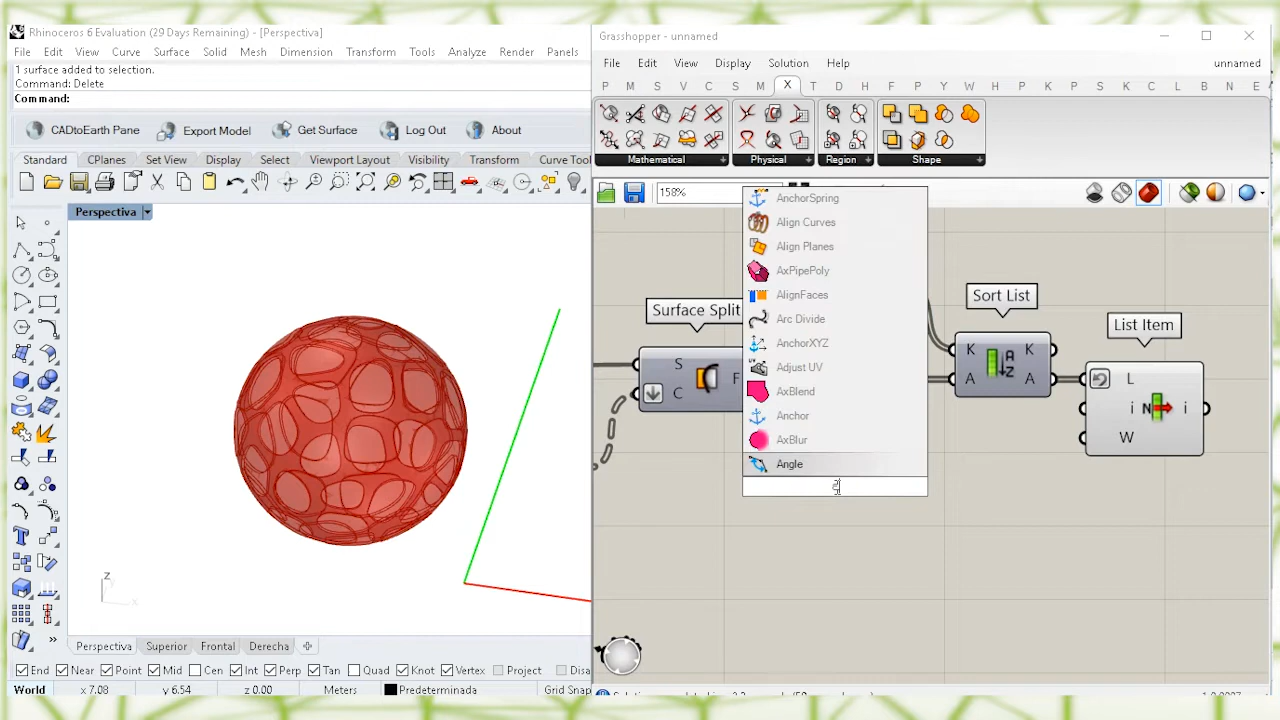 Rhinoceros 6 Evaluation (29 Days Remaining) - [Perspectiva]
File Edit View Curve Surface Solid Mesh Dimension Transform Tools Analyze Render Panels
1 surface added to selection.
Command: Delete
Command:
CADtoEarth Pane Export Model Get Surface Log Out About
Standard CPlanes Set View Display Select Viewport Layout Visibility Transform Curve Tool
Perspectiva
z
x
Perspectiva Superior Frontal Derecha
End Near Point Mid Cen Int Perp Tan Quad Knot Vertex Project Disa
World x 7.08 y 6.54 z 0.00 Meters Predeterminada Grid Snap
Grasshopper - unnamed
File Edit View Display Solution Help unnamed
P M S V C S M X T D P Y W H P K P S K C L B N E
Mathematical Physical Region Shape
158%
AnchorSpring
Align Curves
Align Planes
AxPipePoly
AlignFaces
Arc Divide
AnchorXYZ
Adjust UV
AxBlend
Anchor
AxBlur
Angle
Surface Split
S
C
F
Sort List
K K
A A
A
Z
List Item
L
i N i
W